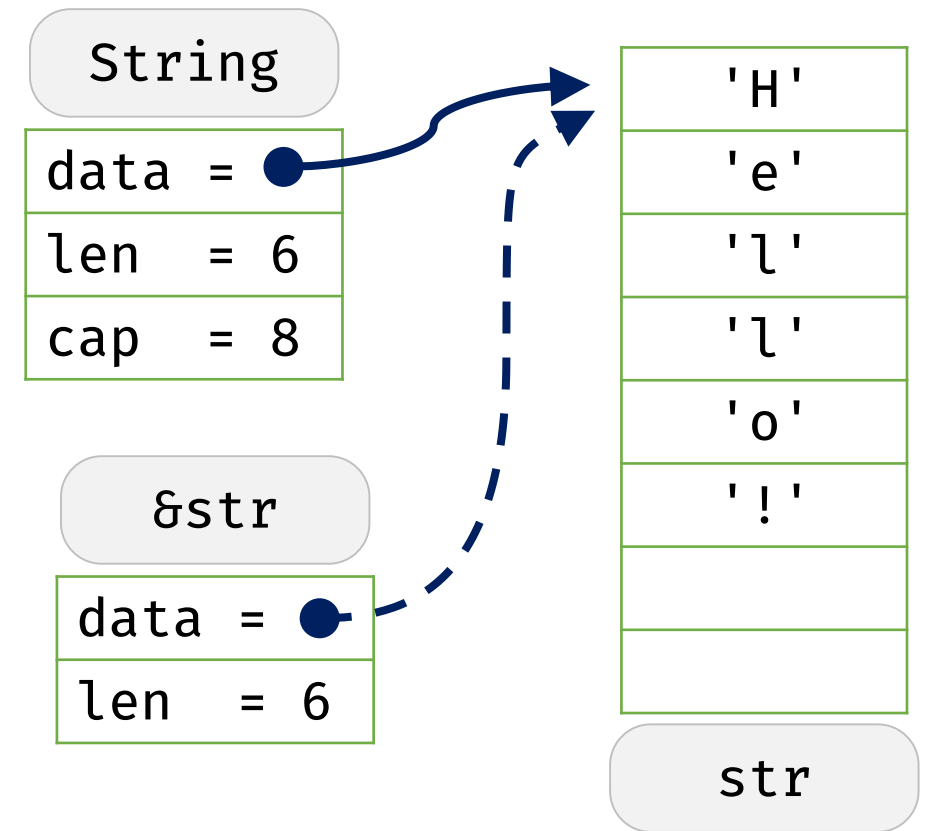 String
data =
len  = 6
cap  = 8
&str
data =
len  = 6
'H'
'e'
'l'
'l'
'o'
'!'
str